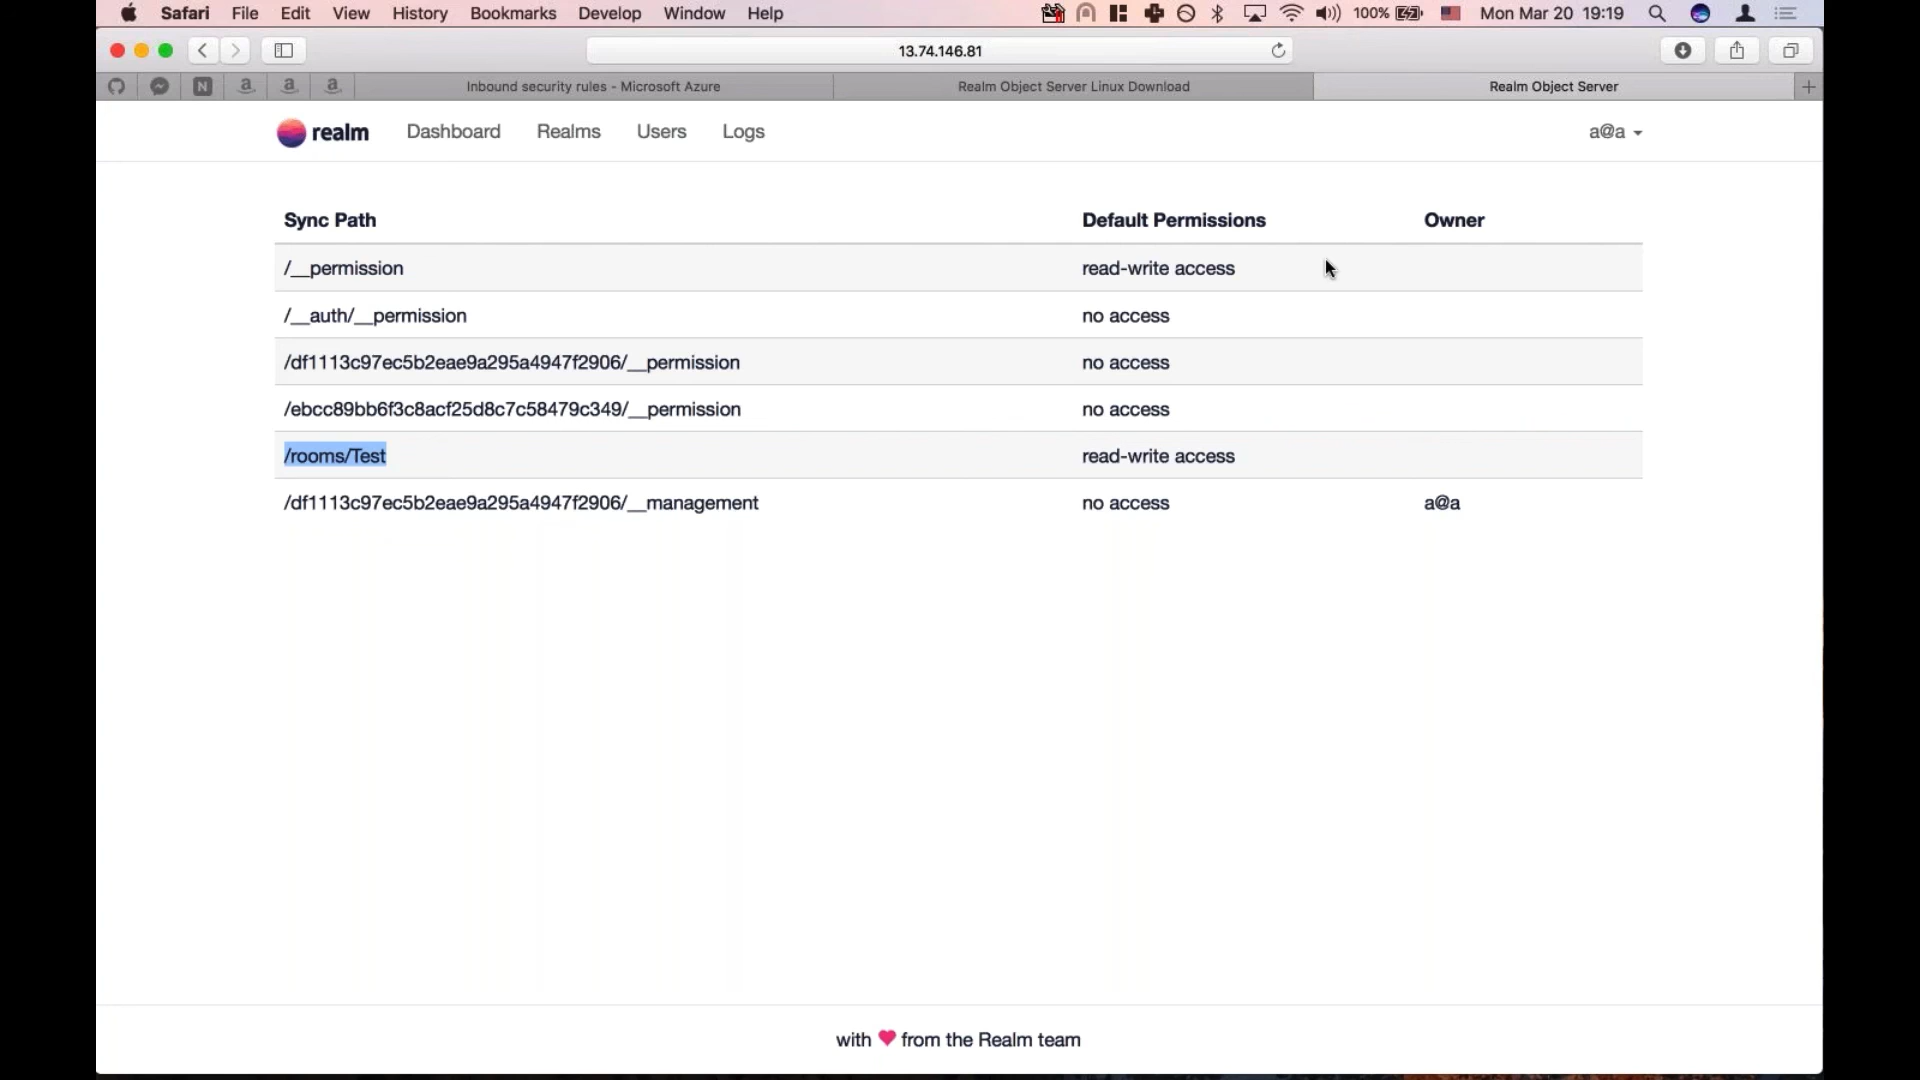 Safari File Edit View History Bookmarks Develop Window Help 100% Mon Mar 20 19:19
13.74.146.81
N a a a Inbound security rules - Microsoft Azure Realm Object Server Linux Download Realm Object Server
realm Dashboard Realms Users Logs a@a
Sync Path Default Permissions Owner
/__permission read-write access
/__auth/__permission no access
/df1113c97ec5b2eae9a295a4947f2906/__permission no access
/ebcc89bb6f3c8acf25d8c7c58479c349/__permission no access
/rooms/Test read-write access
/df1113c97ec5b2eae9a295a4947f2906/__management no access a@a
with ❤ from the Realm team